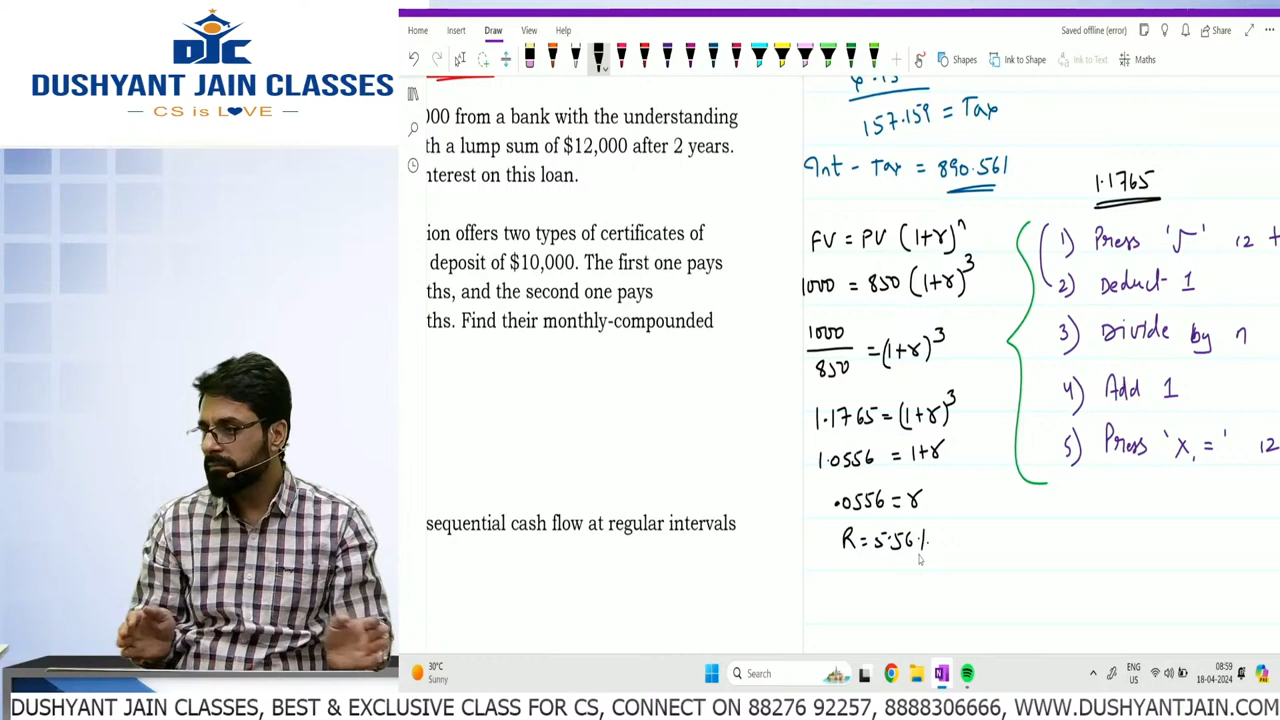 DJC
DUSHYANT JAIN CLASSES
CS is L♥VE
Home Insert Draw View Help
Saved offline (error)
Share
Shapes
Ink to Shape
Ink to Text
Maths
000 from a bank with the understanding
th a lump sum of $12,000 after 2 years.
nterest on this loan.
ion offers two types of certificates of
deposit of $10,000. The first one pays
ths, and the second one pays
ths. Find their monthly-compounded
sequential cash flow at regular intervals
157.159 = Tax
Int - Tax = 890.561
FV = PV (1+r)^n
1000 = 850 (1+r)^3
1000
850 = (1+r)^3
1.1765 = (1+r)^3
1.0556 = 1+r
.0556 = r
R = 5.56%
1.1765
1) Press '√' 12 t
2) Deduct 1
3) Divide by n
4) Add 1
5) Press 'x, =' 12
30°C
Sunny
Search
ENG
US
08:59
18-04-2024
DUSHYANT JAIN CLASSES, BEST & EXCLUSIVE CLASS FOR CS, CONNECT ON 88276 92257, 8888306666, WWW.DUSHYANTJAIN.COM